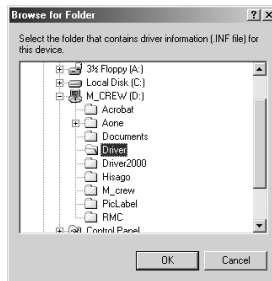 Browse for Folder
Select the folder that contains driver information (.INF file) for
this device.
3½ Floppy (A:)
Local Disk (C:)
M_CREW (D:)
Acrobat
Aone
Documents
Driver
Driver2000
Hisago
M_crew
PicLabel
RMC
Control Panel
OK
Cancel